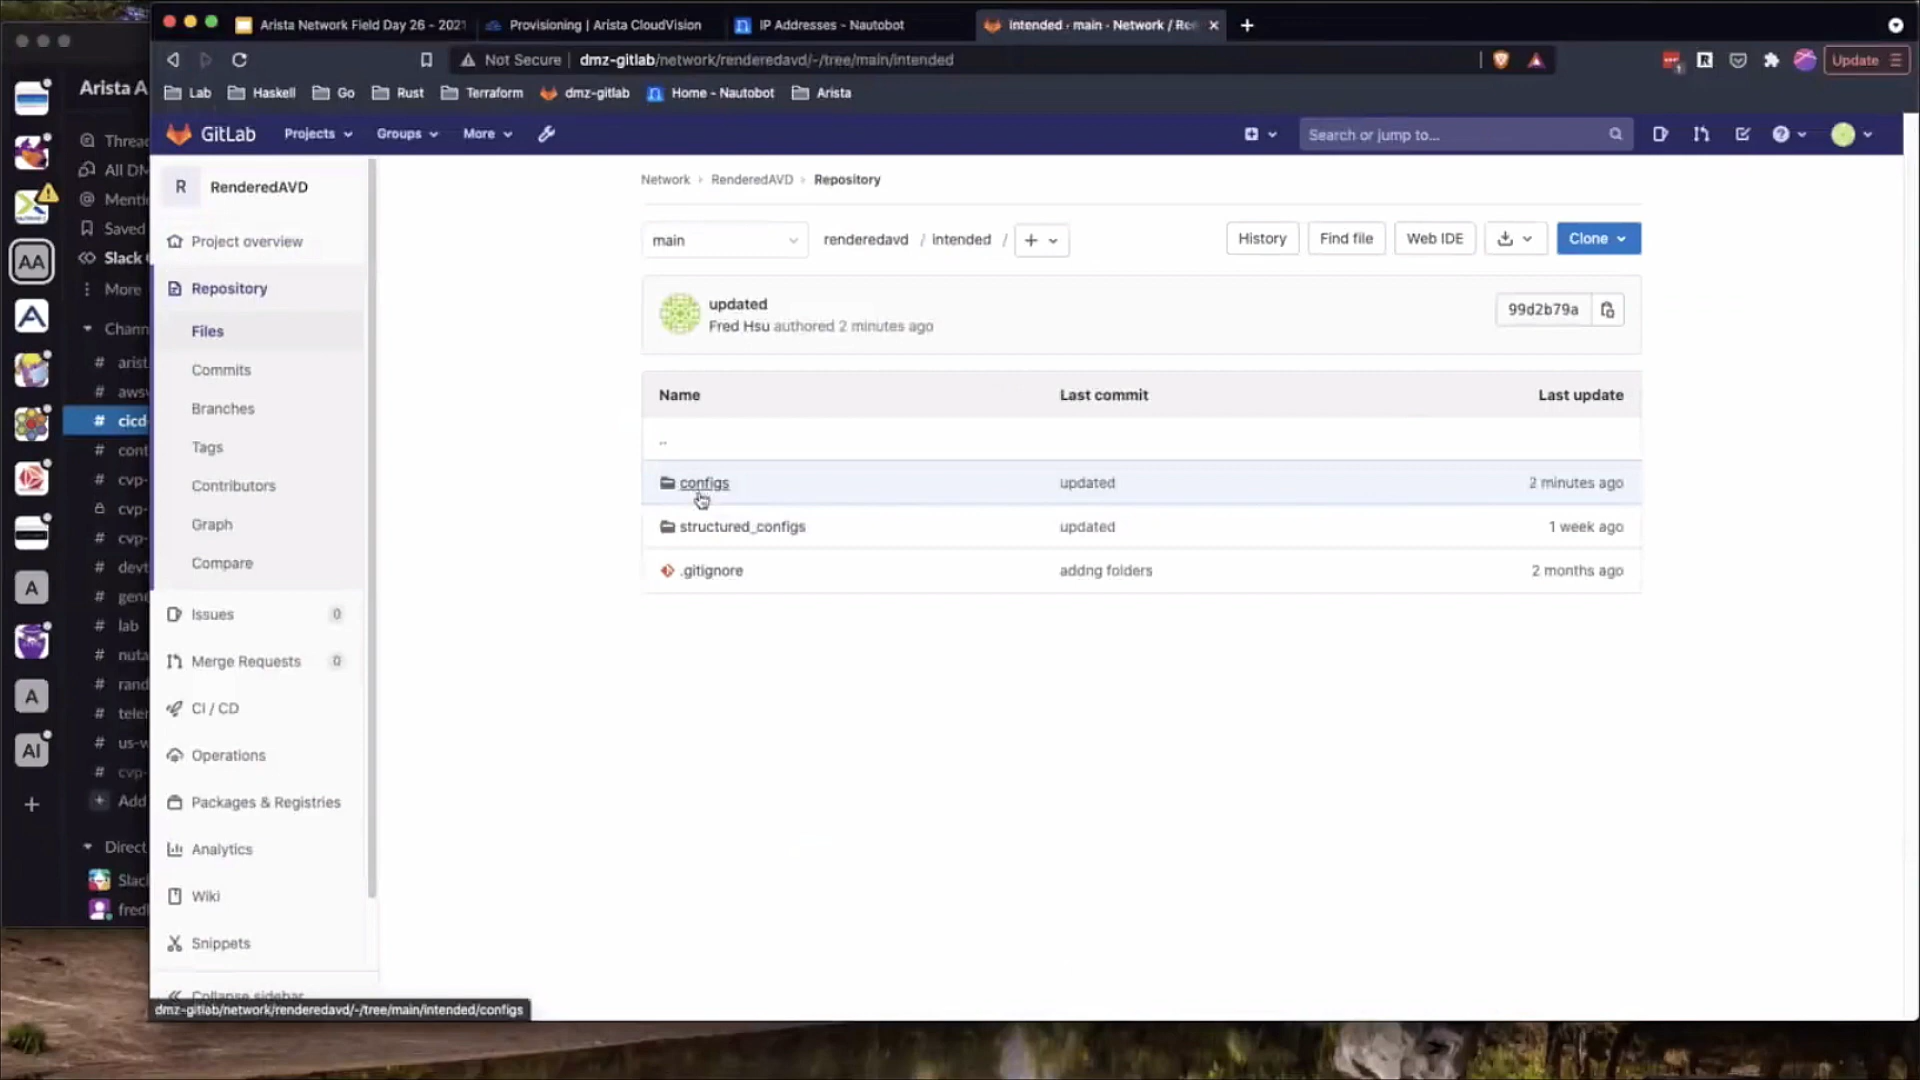 Arista Network Field Day 26 - 2021
Provisioning | Arista CloudVision
IP Addresses - Nautobot
intended · main · Network / Re
Not Secure
dmz-gitlab/network/renderedavd/-/tree/main/intended
Update
Lab
Haskell
Go
Rust
Terraform
dmz-gitlab
Home - Nautobot
Arista
GitLab
Projects
Groups
More
Search or jump to...
Arista A
Threa
All DM
Menti
Saved
Slack
More
Chann
# arist
# aws
# cicd-
# cont
# cvp-
cvp-
# cvp-
# devt
# gene
# lab
# nuta
# rand
# teler
# us-w
# cvp-
+ Add
Direct
Slac
fred
AA
A
A
AI
R
RenderedAVD
Project overview
Repository
Files
Commits
Branches
Tags
Contributors
Graph
Compare
Issues 0
Merge Requests 0
CI / CD
Operations
Packages & Registries
Analytics
Wiki
Snippets
Collapse sidebar
Network > RenderedAVD > Repository
main
renderedavd / intended /
History
Find file
Web IDE
Clone
updated
Fred Hsu authored 2 minutes ago
99d2b79a
Name Last commit Last update
..
configs updated 2 minutes ago
structured_configs updated 1 week ago
.gitignore addng folders 2 months ago
dmz-gitlab/network/renderedavd/-/tree/main/intended/configs